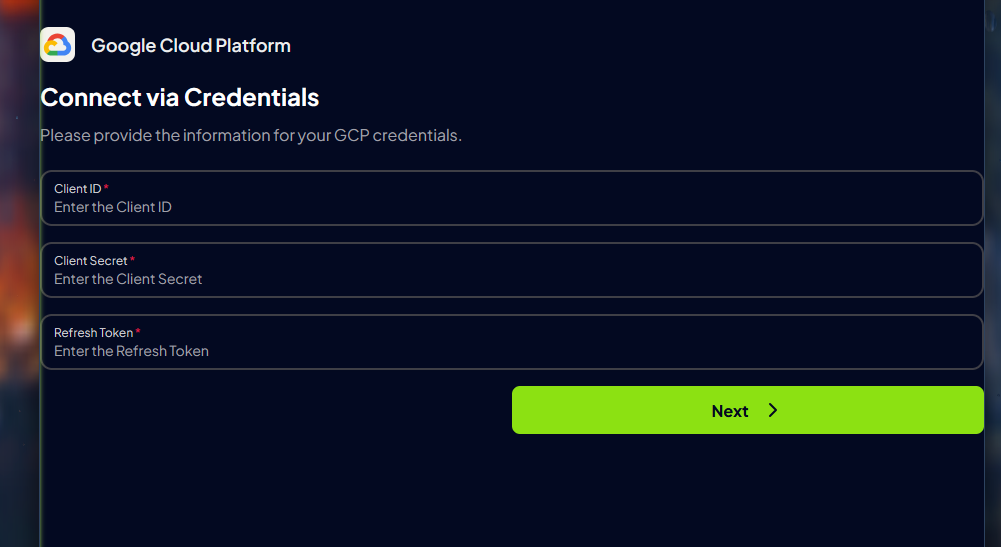 Google Cloud Platform
Connect via Credentials
Please provide the information for your GCP credentials.
Client ID *
Enter the Client ID
Client Secret *
Enter the Client Secret
Refresh Token *
Enter the Refresh Token
Next